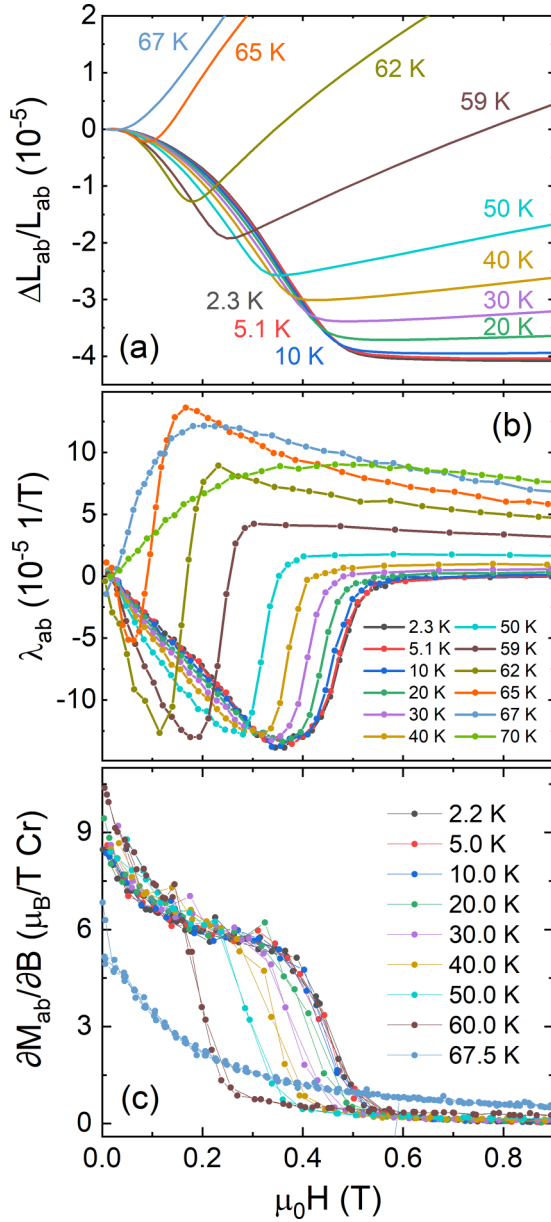 2
0
-2
-3
-4
ΔL_ab/L_ab (10^-5)
67 K
65 K
62 K
59 K
50 K
40 K
30 K
20 K
2.3 K
5.1 K
10 K
(a)
10
5
0
-5
-10
λ_ab (10^-5 1/T)
(b)
2.3 K 50 K
5.1 K 59 K
10 K 62 K
20 K 65 K
30 K 67 K
40 K 70 K
9
6
3
0
∂M_ab/∂B (μ_B/T Cr)
2.2 K
5.0 K
10.0 K
20.0 K
30.0 K
40.0 K
50.0 K
60.0 K
67.5 K
(c)
0.0 0.2 0.4 0.6 0.8
μ_0H (T)